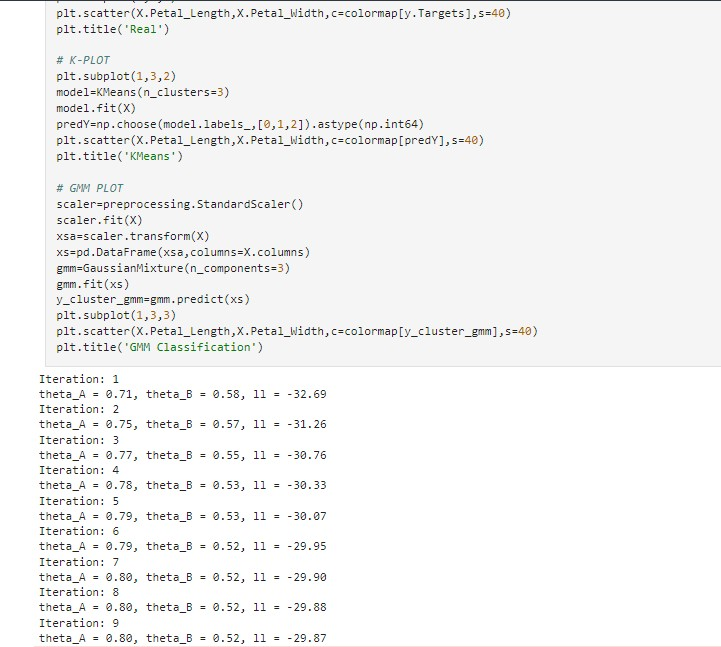 plt.scatter(X.Petal_Length,X.Petal_Width,c=colormap[y.Targets],s=40)
plt.title('Real')
# K-PLOT
plt.subplot(1,3,2)
model=KMeans(n_clusters=3)
model.fit(X)
predY=np.choose(model.labels_,[0,1,2]).astype(np.int64)
plt.scatter(X.Petal_Length,X.Petal_Width,c=colormap[predY],s=40)
plt.title('KMeans')
# GMM PLOT
scaler=preprocessing.StandardScaler()
scaler.fit(X)
xsa=scaler.transform(X)
xs=pd.DataFrame(xsa,columns=X.columns)
gmm=GaussianMixture(n_components=3)
gmm.fit(xs)
y_cluster_gmm=gmm.predict(xs)
plt.subplot(1,3,3)
plt.scatter(X.Petal_Length,X.Petal_Width,c=colormap[y_cluster_gmm],s=40)
plt.title('GMM Classification')
Iteration: 1
theta_A = 0.71, theta_B = 0.58, ll = -32.69
Iteration: 2
theta_A = 0.75, theta_B = 0.57, ll = -31.26
Iteration: 3
theta_A = 0.77, theta_B = 0.55, ll = -30.76
Iteration: 4
theta_A = 0.78, theta_B = 0.53, ll = -30.33
Iteration: 5
theta_A = 0.79, theta_B = 0.53, ll = -30.07
Iteration: 6
theta_A = 0.79, theta_B = 0.52, ll = -29.95
Iteration: 7
theta_A = 0.80, theta_B = 0.52, ll = -29.90
Iteration: 8
theta_A = 0.80, theta_B = 0.52, ll = -29.88
Iteration: 9
theta_A = 0.80, theta_B = 0.52, ll = -29.87